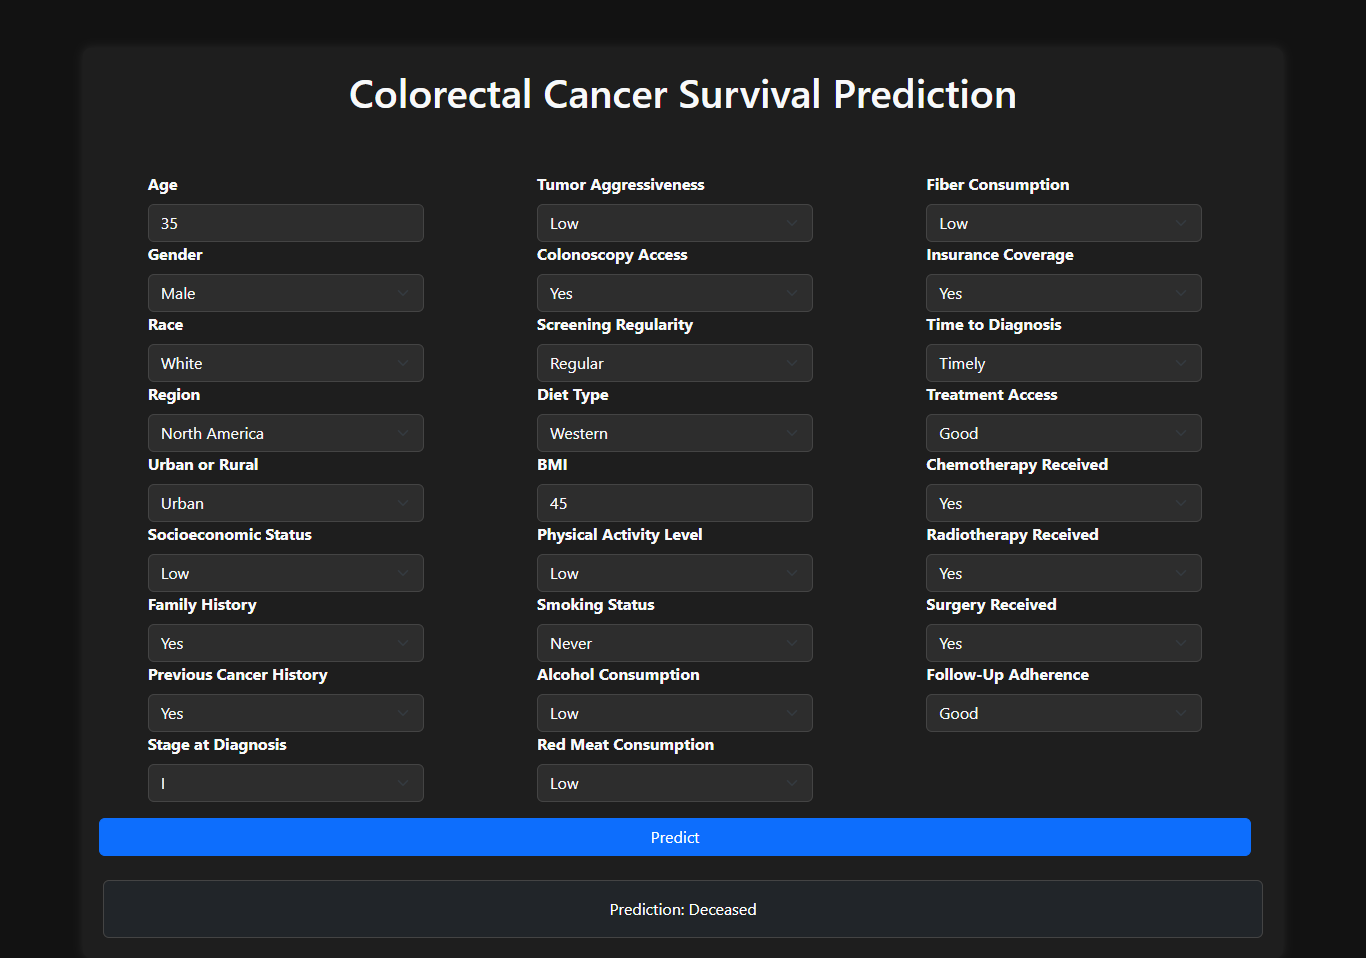 Colorectal Cancer Survival Prediction
Age
35
Gender
Male
Race
White
Region
North America
Urban or Rural
Urban
Socioeconomic Status
Low
Family History
Yes
Previous Cancer History
Yes
Stage at Diagnosis
I
Tumor Aggressiveness
Low
Colonoscopy Access
Yes
Screening Regularity
Regular
Diet Type
Western
BMI
45
Physical Activity Level
Low
Smoking Status
Never
Alcohol Consumption
Low
Red Meat Consumption
Low
Fiber Consumption
Low
Insurance Coverage
Yes
Time to Diagnosis
Timely
Treatment Access
Good
Chemotherapy Received
Yes
Radiotherapy Received
Yes
Surgery Received
Yes
Follow-Up Adherence
Good
Predict
Prediction: Deceased